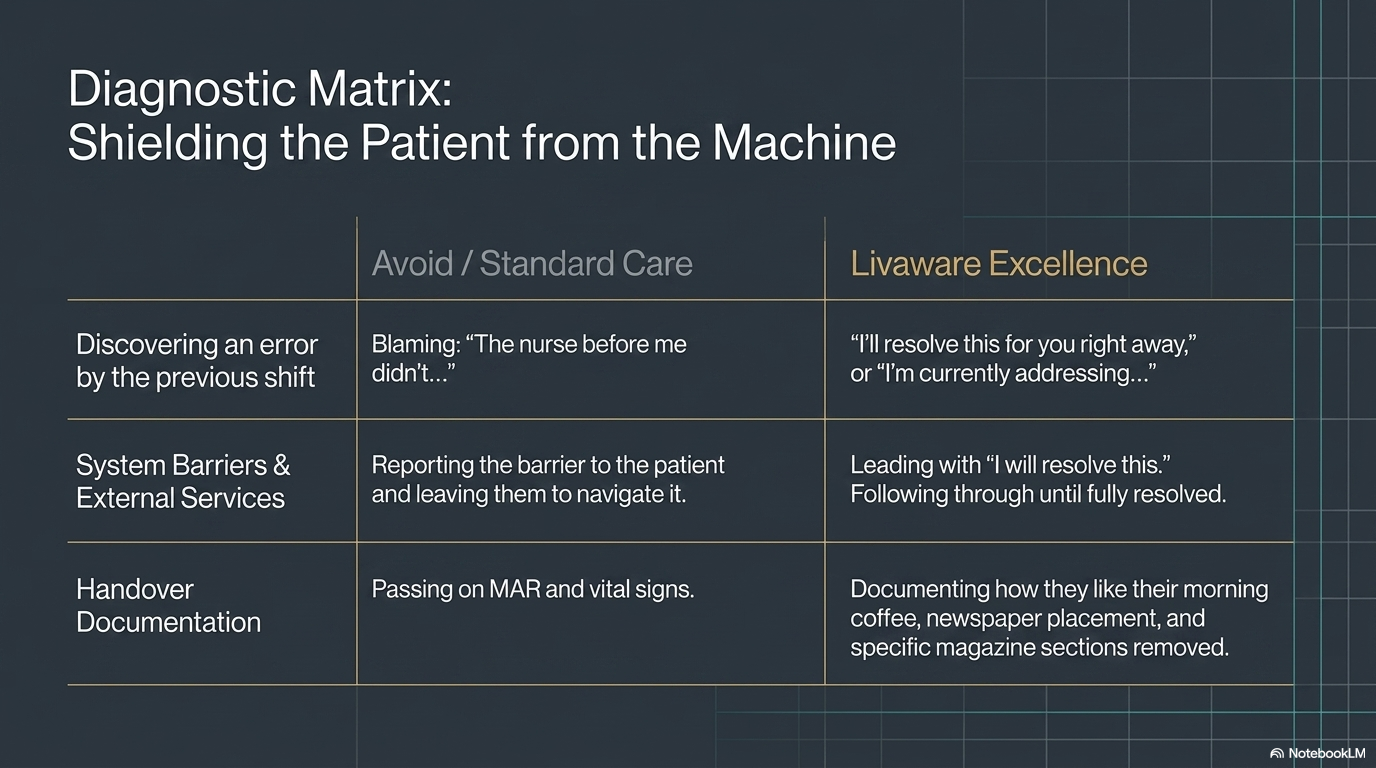 Diagnostic Matrix:
Shielding the Patient from the Machine
Avoid / Standard Care
Livaware Excellence
Discovering an error
by the previous shift
Blaming: “The nurse before me
didn’t...”
“I’ll resolve this for you right away,”
or “I’m currently addressing...”
System Barriers &
External Services
Reporting the barrier to the patient
and leaving them to navigate it.
Leading with “I will resolve this.”
Following through until fully resolved.
Handover
Documentation
Passing on MAR and vital signs.
Documenting how they like their morning
coffee, newspaper placement, and
specific magazine sections removed.
NotebookLM